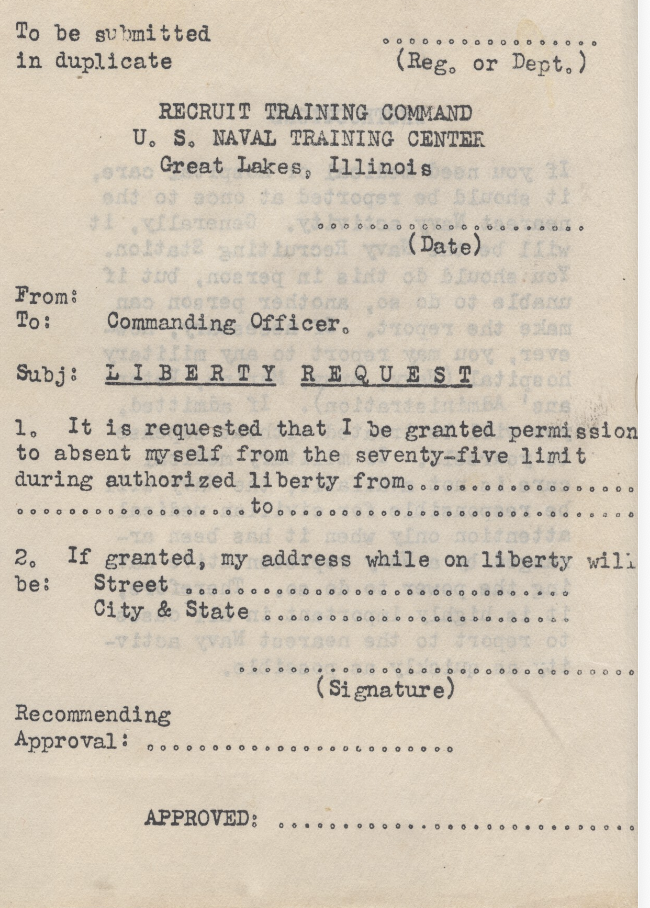 To be submitted
in duplicate
................
(Reg. or Dept.)
RECRUIT TRAINING COMMAND
U. S. NAVAL TRAINING CENTER
Great Lakes, Illinois
....................
(Date)
From:
To: Commanding Officer.
Subj: LIBERTY REQUEST
1. It is requested that I be granted permission
to absent myself from the seventy-five limit
during authorized liberty from.................
..................to...........................
2. If granted, my address while on liberty will
be: Street .............................
City & State .......................
..............................
(Signature)
Recommending
Approval: .......................
APPROVED: ...........................